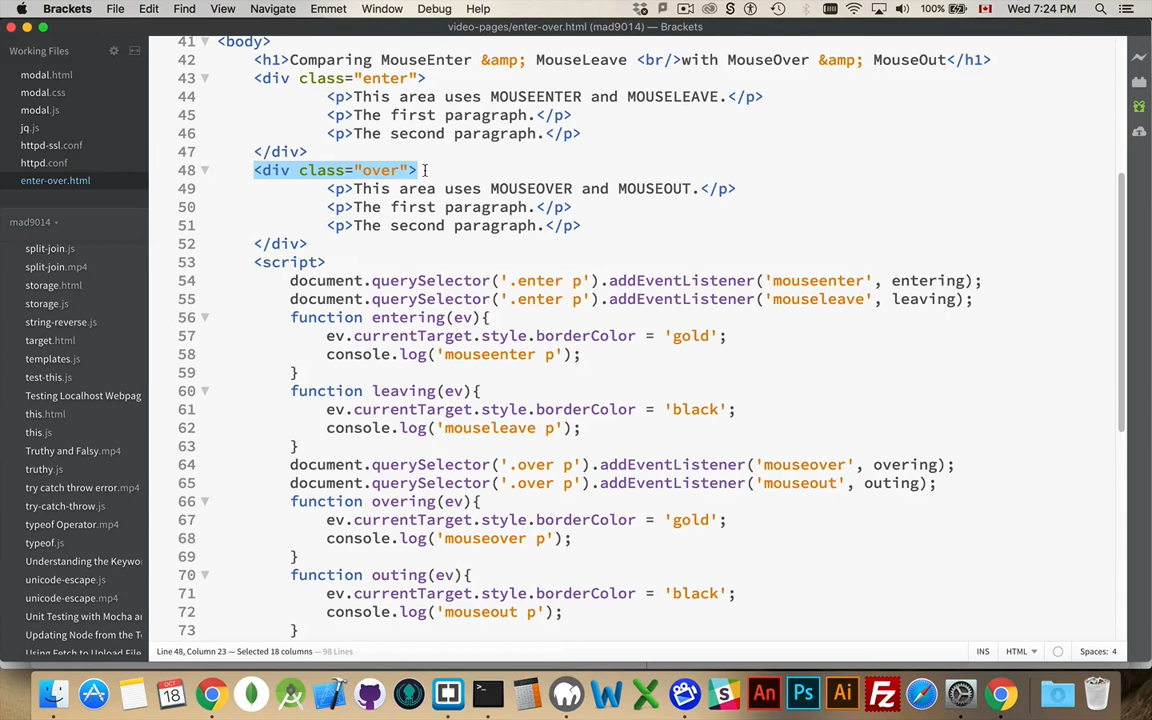 Brackets File Edit Find View Navigate Emmet Window Debug Help 100% Wed 7:24 PM
video-pages/enter-over.html (mad9014) — Brackets
Working Files
modal.html
modal.css
modal.js
jq.js
httpd-ssl.conf
httpd.conf
enter-over.html
mad9014
split-join.js
split-join.mp4
storage.html
storage.js
string-reverse.js
target.html
templates.js
test-this.js
Testing Localhost Webpag
this.html
this.js
Truthy and Falsy.mp4
truthy.js
try catch throw error.mp4
try-catch-throw.js
typeof Operator.mp4
typeof.js
Understanding the Keywo
unicode-escape.js
unicode-escape.mp4
Unit Testing with Mocha ar
Updating Node from the T
Using Fetch to Upload File
41 <body>
42 <h1>Comparing MouseEnter &amp; MouseLeave <br/>with MouseOver &amp; MouseOut</h1>
43 <div class="enter">
44 <p>This area uses MOUSEENTER and MOUSELEAVE.</p>
45 <p>The first paragraph.</p>
46 <p>The second paragraph.</p>
47 </div>
48 <div class="over">
49 <p>This area uses MOUSEOVER and MOUSEOUT.</p>
50 <p>The first paragraph.</p>
51 <p>The second paragraph.</p>
52 </div>
53 <script>
54 document.querySelector('.enter p').addEventListener('mouseenter', entering);
55 document.querySelector('.enter p').addEventListener('mouseleave', leaving);
56 function entering(ev){
57 ev.currentTarget.style.borderColor = 'gold';
58 console.log('mouseenter p');
59 }
60 function leaving(ev){
61 ev.currentTarget.style.borderColor = 'black';
62 console.log('mouseleave p');
63 }
64 document.querySelector('.over p').addEventListener('mouseover', overing);
65 document.querySelector('.over p').addEventListener('mouseout', outing);
66 function overing(ev){
67 ev.currentTarget.style.borderColor = 'gold';
68 console.log('mouseover p');
69 }
70 function outing(ev){
71 ev.currentTarget.style.borderColor = 'black';
72 console.log('mouseout p');
73 }
Line 48, Column 23 — Selected 18 columns — 98 Lines
INS HTML Spaces: 4
OCT
18
An Ps Ai Fz